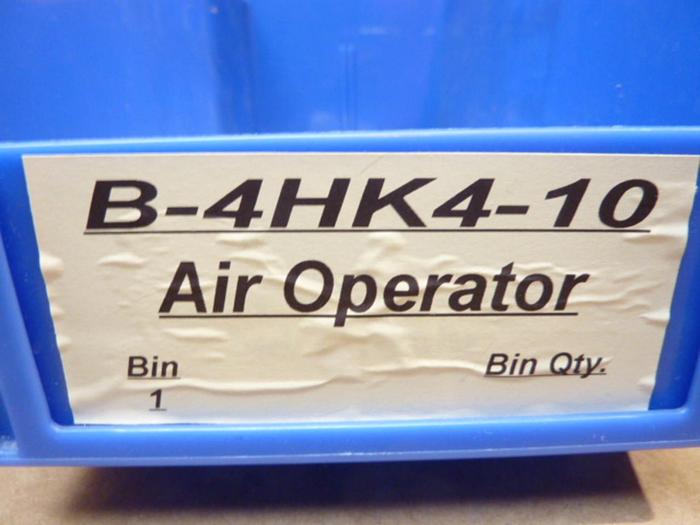 B-4HK4-10
Air Operator
Bin Bin Qty.
1